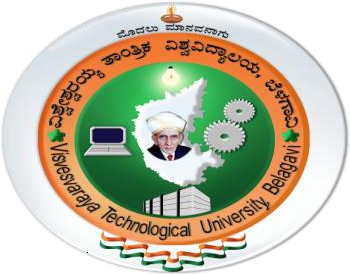 ಮೊದಲು ಮಾನವನಾಗು
ವಿಶ್ವೇಶ್ವರಯ್ಯ ತಾಂತ್ರಿಕ ವಿಶ್ವವಿದ್ಯಾಲಯ, ಬೆಳಗಾವಿ
Visvesvaraya Technological University, Belagavi